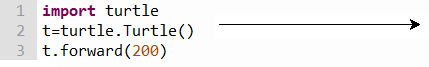 1 import turtle
2 t=turtle.Turtle()
3 t.forward(200)